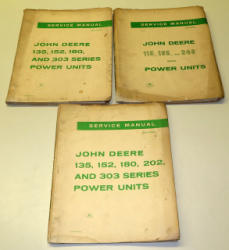 SERVICE MANUAL
JOHN DEERE
135, 152, 180,
AND 303 SERIES
POWER UNITS
SERVICE MANUAL
JOHN DEERE
POWER UNITS
SERVICE MANUAL
JOHN DEERE
135, 152, 180, 202,
AND 303 SERIES
POWER UNITS